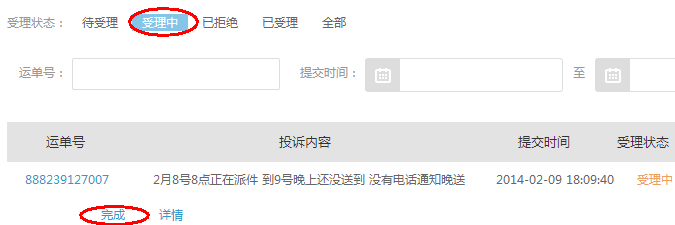 受理状态： 待受理 受理中 已拒绝 已受理 全部
运单号： 提交时间： 至
运单号 投诉内容 提交时间 受理状态
888239127007 2月8号8点正在派件 到9号晚上还没送到 没有电话通知晚送 2014-02-09 18:09:40 受理中
完成 详情